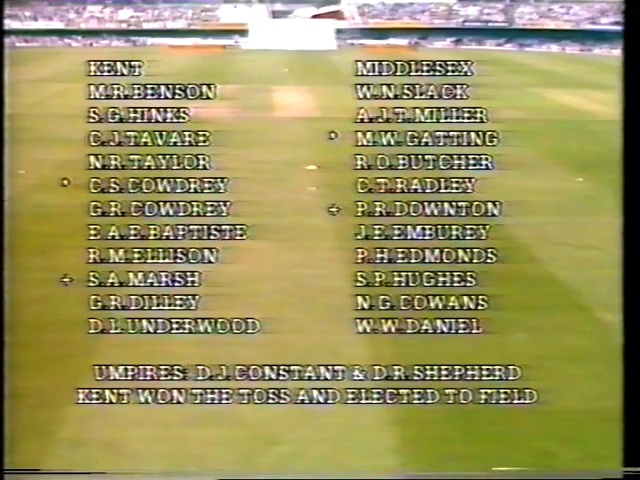 KENT
M.R.BENSON
S.G.HINKS
C.J.TAVARE
N.R.TAYLOR
* C.S.COWDREY
G.R.COWDREY
E.A.E.BAPTISTE
R.M.ELLISON
+ S.A.MARSH
G.R.DILLEY
D.L.UNDERWOOD
MIDDLESEX
W.N.SLACK
A.J.T.MILLER
* M.W.GATTING
R.O.BUTCHER
C.T.RADLEY
+ P.R.DOWNTON
J.E.EMBUREY
P.H.EDMONDS
S.P.HUGHES
N.G.COWANS
W.W.DANIEL
UMPIRES: D.J.CONSTANT & D.R.SHEPHERD
KENT WON THE TOSS AND ELECTED TO FIELD